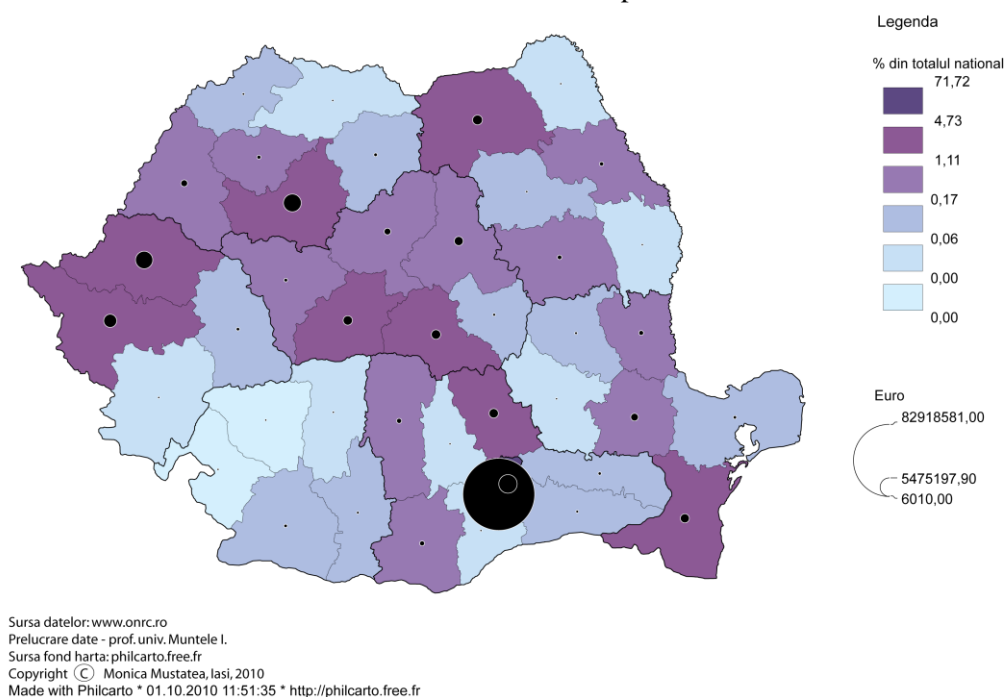 Legenda
% din totalul national
71,72
4,73
1,11
0,17
0,06
0,00
0,00
Euro
82918581,00
5475197,90
6010,00
Sursa datelor: www.onrc.ro
Prelucrare date - prof. univ. Muntele I.
Sursa fond harta: philcarto.free.fr
Copyright Ⓒ Monica Mustatea, Iasi, 2010
Made with Philcarto * 01.10.2010 11:51:35 * http://philcarto.free.fr